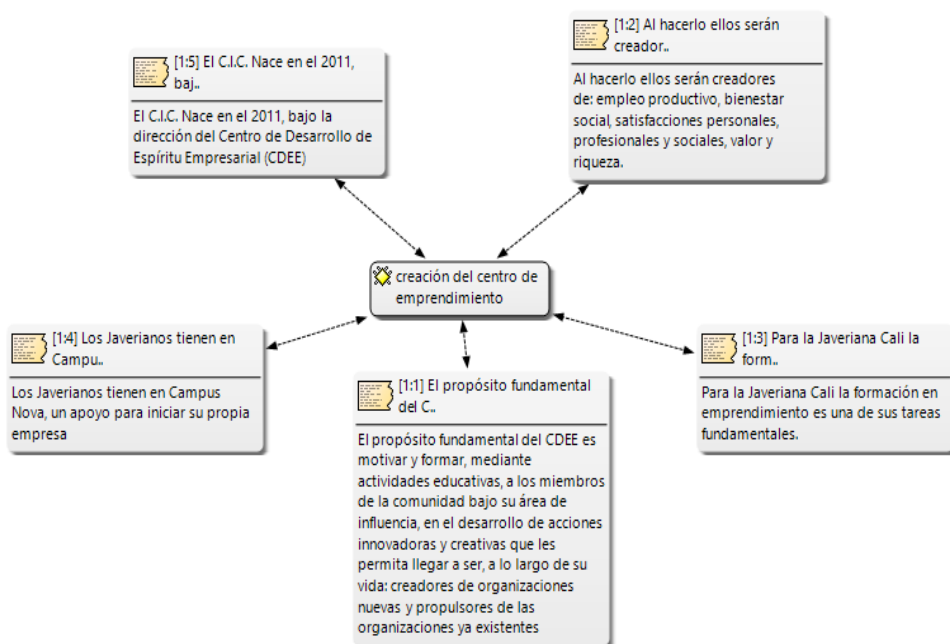 [1:5] El C.I.C. Nace en el 2011,
baj..
El C.I.C. Nace en el 2011, bajo la
dirección del Centro de Desarrollo de
Espíritu Empresarial (CDEE)
[1:2] Al hacerlo ellos serán
creador..
Al hacerlo ellos serán creadores
de: empleo productivo, bienestar
social, satisfacciones personales,
profesionales y sociales, valor y
riqueza.
creación del centro de
emprendimiento
[1:4] Los Javerianos tienen en
Campu..
Los Javerianos tienen en Campus
Nova, un apoyo para iniciar su propia
empresa
[1:1] El propósito fundamental
del C..
El propósito fundamental del CDEE es
motivar y formar, mediante
actividades educativas, a los miembros
de la comunidad bajo su área de
influencia, en el desarrollo de acciones
innovadoras y creativas que les
permita llegar a ser, a lo largo de su
vida: creadores de organizaciones
nuevas y propulsores de las
organizaciones ya existentes
[1:3] Para la Javeriana Cali la
form..
Para la Javeriana Cali la formación en
emprendimiento es una de sus tareas
fundamentales.